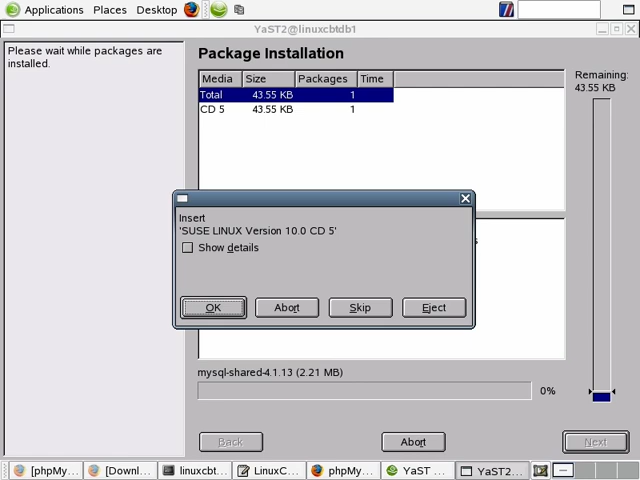 Applications Places Desktop
YaST2@linuxcbtdb1
Please wait while packages are
installed.
Package Installation
Media Size Packages Time
Total 43.55 KB 1
CD 5 43.55 KB 1
Remaining:
43.55 KB
Insert
'SUSE LINUX Version 10.0 CD 5'
Show details
OK Abort Skip Eject
mysql-shared-4.1.13 (2.21 MB)
0%
Back Abort Next
[phpMy... [Downl... linuxcbt... LinuxC... phpMy... YaST ... YaST2...